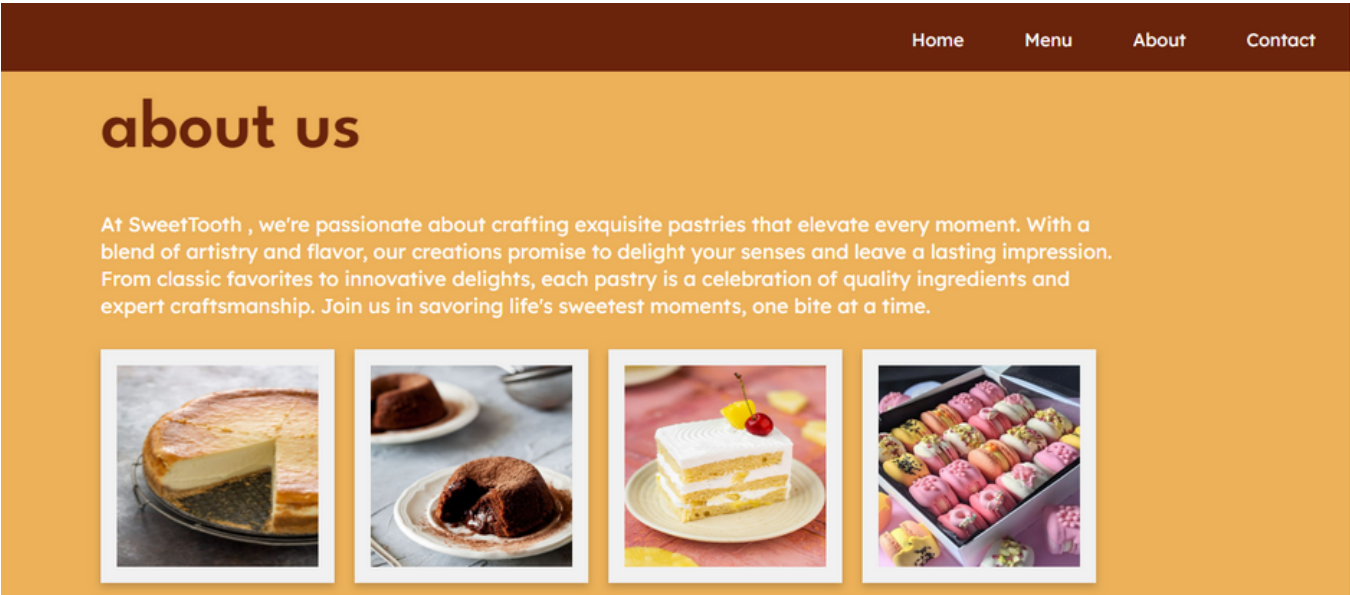 Home Menu About Contact
about us
At SweetTooth , we're passionate about crafting exquisite pastries that elevate every moment. With a
blend of artistry and flavor, our creations promise to delight your senses and leave a lasting impression.
From classic favorites to innovative delights, each pastry is a celebration of quality ingredients and
expert craftsmanship. Join us in savoring life's sweetest moments, one bite at a time.